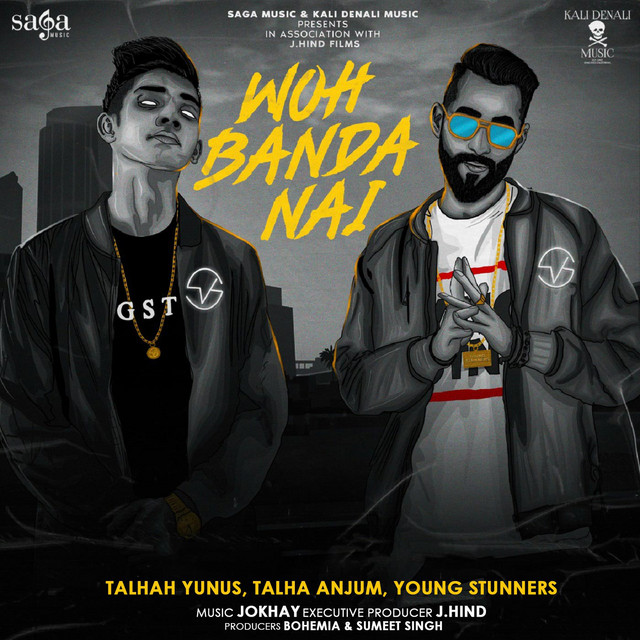 saga
MUSIC
SAGA MUSIC & KALI DENALI MUSIC
PRESENTS
IN ASSOCIATION WITH
J.HIND FILMS
KALI DENALI
MUSIC
WOH
BANDA
NAI
GST
TALHAH YUNUS, TALHA ANJUM, YOUNG STUNNERS
MUSIC JOKHAY EXECUTIVE PRODUCER J.HIND
PRODUCERS BOHEMIA & SUMEET SINGH